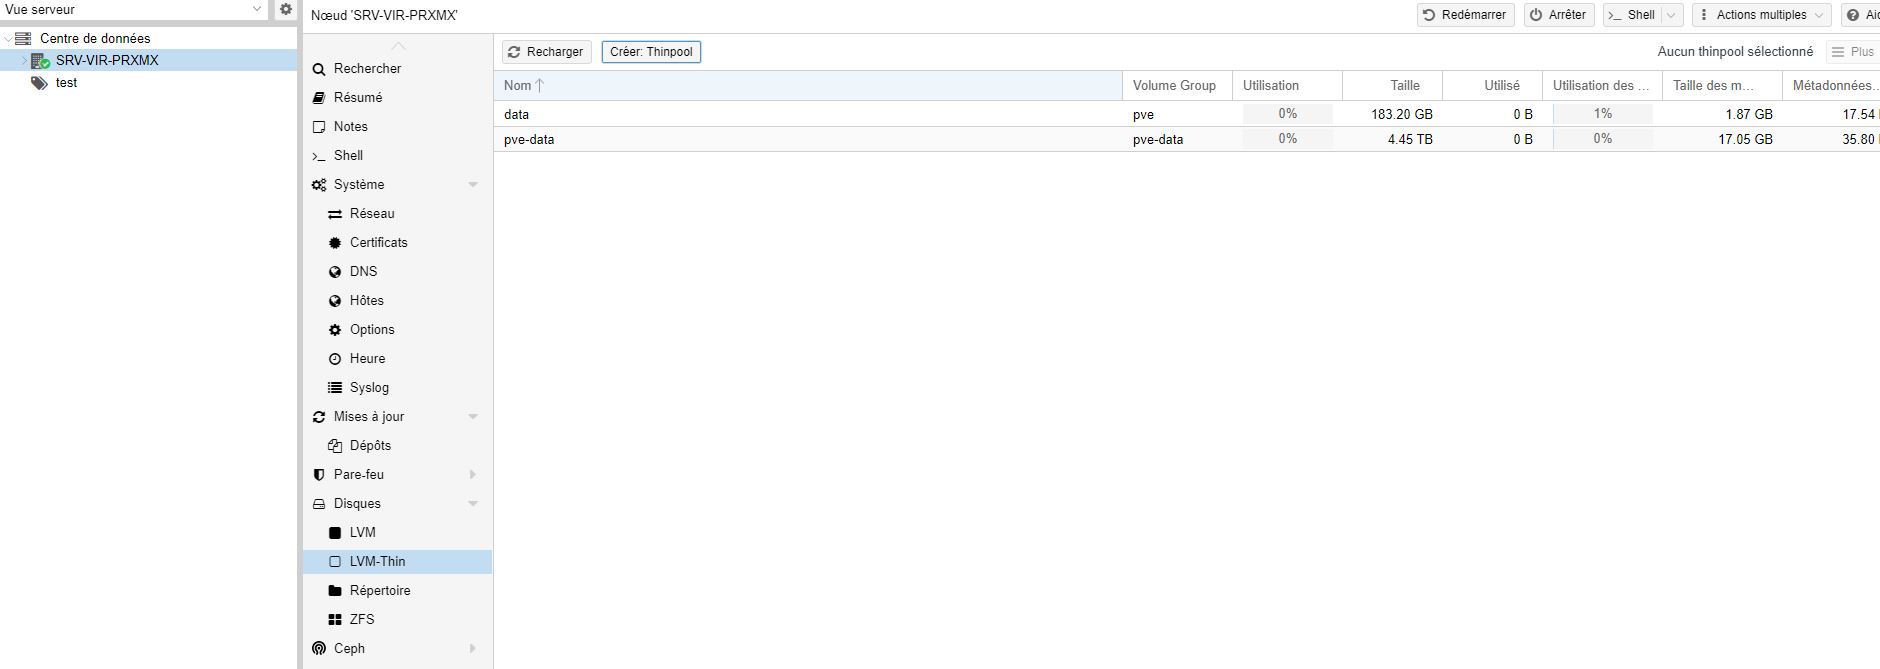 Vue serveur
Nœud 'SRV-VIR-PRXMX'
Redémarrer
Arrêter
Shell
Actions multiples
Centre de données
SRV-VIR-PRXMX
test
Rechercher
Résumé
Notes
Shell
Système
Réseau
Certificats
DNS
Hôtes
Options
Heure
Syslog
Mises à jour
Dépôts
Pare-feu
Disques
LVM
LVM-Thin
Répertoire
ZFS
Ceph
Recharger Créer: Thinpool Aucun thinpool sélectionné Plus
Nom Volume Group Utilisation Taille Utilisé Utilisation des ... Taille des m... Métadonnées...
data pve 0% 183.20 GB 0 B 1% 1.87 GB 17.54
pve-data pve-data 0% 4.45 TB 0 B 0% 17.05 GB 35.80